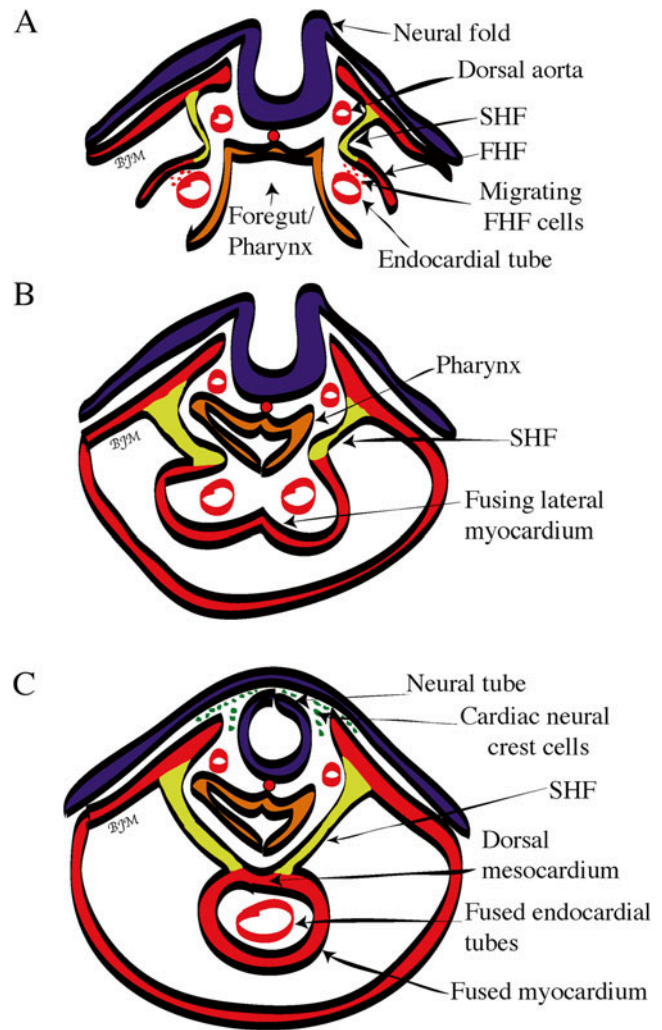 A
Neural fold
Dorsal aorta
SHF
FHF
Migrating
FHF cells
Endocardial tube
Foregut/
Pharynx
BJM
B
Pharynx
SHF
Fusing lateral
myocardium
BJM
C
Neural tube
Cardiac neural
crest cells
SHF
Dorsal
mesocardium
Fused endocardial
tubes
Fused myocardium
BJM